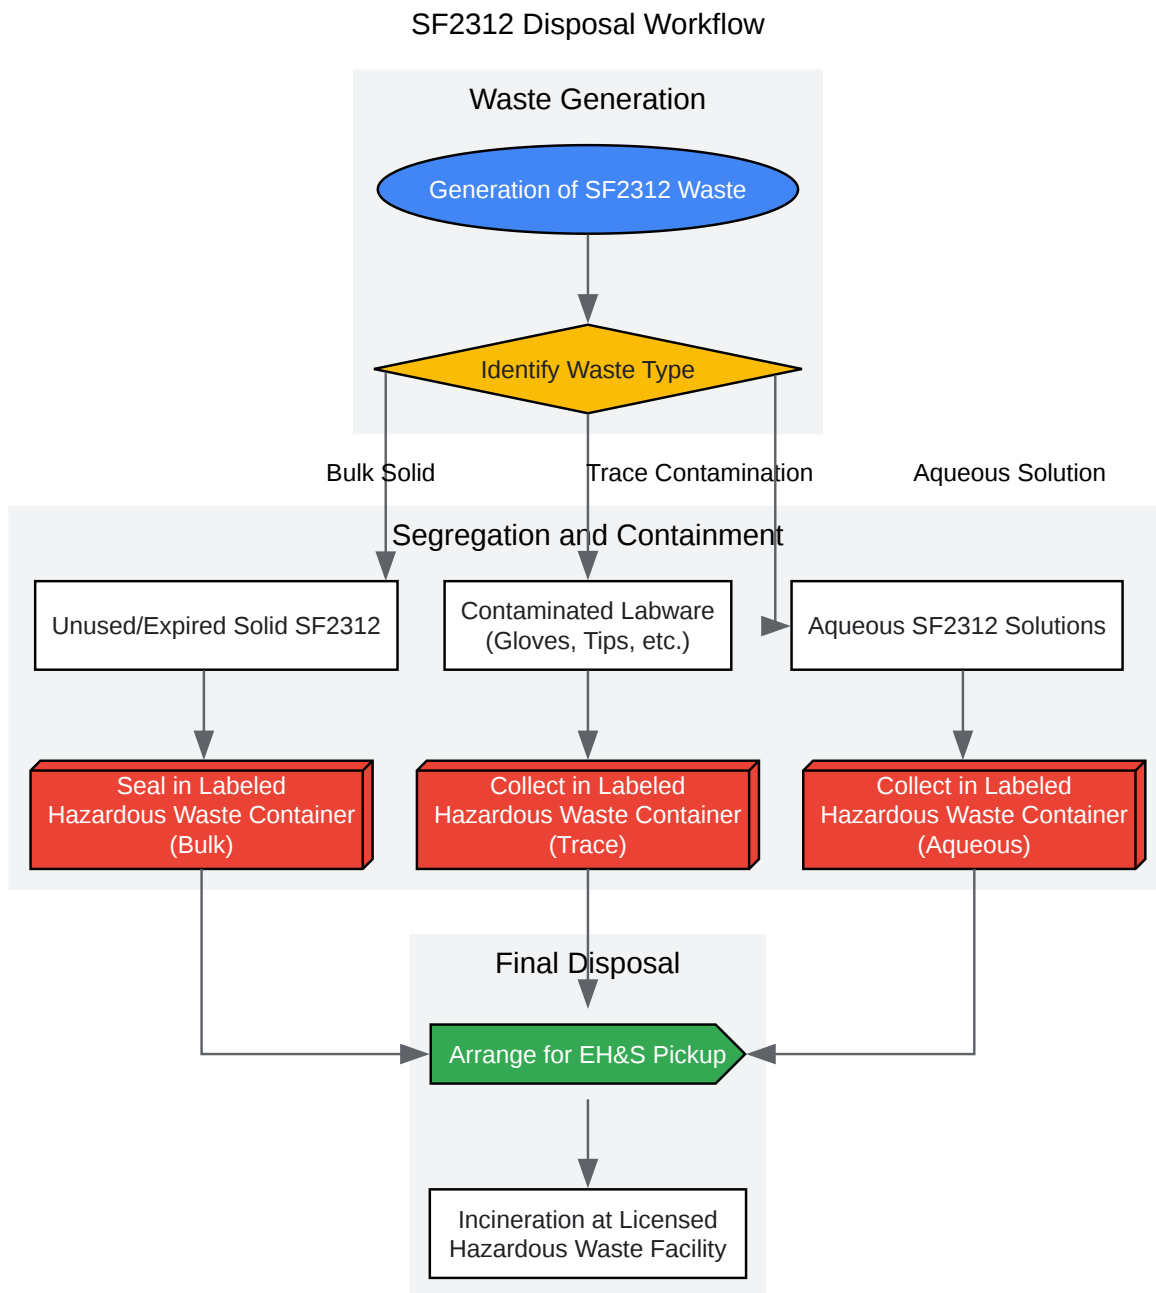 SF2312 Disposal Workflow
Waste Generation
Generation of SF2312 Waste
Identify Waste Type
Bulk Solid
Trace Contamination
Aqueous Solution
Segregation and Containment
Unused/Expired Solid SF2312
Contaminated Labware
(Gloves, Tips, etc.)
Aqueous SF2312 Solutions
Seal in Labeled
Hazardous Waste Container
(Bulk)
Collect in Labeled
Hazardous Waste Container
(Trace)
Collect in Labeled
Hazardous Waste Container
(Aqueous)
Final Disposal
Arrange for EH&S Pickup
Incineration at Licensed
Hazardous Waste Facility